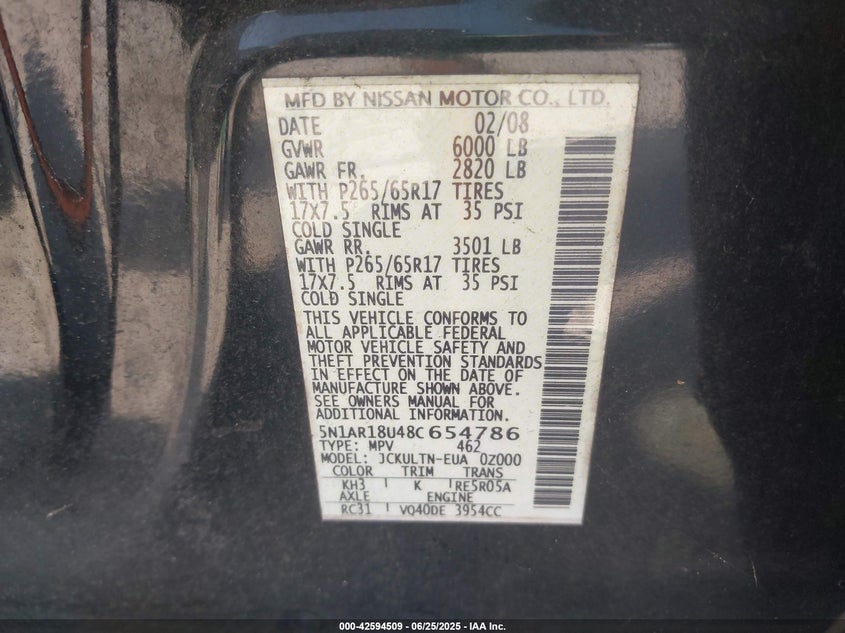 MFD BY NISSAN MOTOR CO., LTD.
DATE 02/08
GVWR 6000 LB
GAWR FR. 2820 LB
WITH P265/65R17 TIRES
17X7.5 RIMS AT 35 PSI
COLD SINGLE
GAWR RR. 3501 LB
WITH P265/65R17 TIRES
17X7.5 RIMS AT 35 PSI
COLD SINGLE
THIS VEHICLE CONFORMS TO
ALL APPLICABLE FEDERAL
MOTOR VEHICLE SAFETY AND
THEFT PREVENTION STANDARDS
IN EFFECT ON THE DATE OF
MANUFACTURE SHOWN ABOVE.
SEE OWNERS MANUAL FOR
ADDITIONAL INFORMATION
5N1AR18U48C654786
TYPE: MPV 462
MODEL: JCKULTN-EUA 0Z000
COLOR TRIM TRANS
KH3 K RE5R05A
AXLE ENGINE
RC31 VQ40DE 3954CC
000-42594509 - 06/25/2025 - IAA Inc.